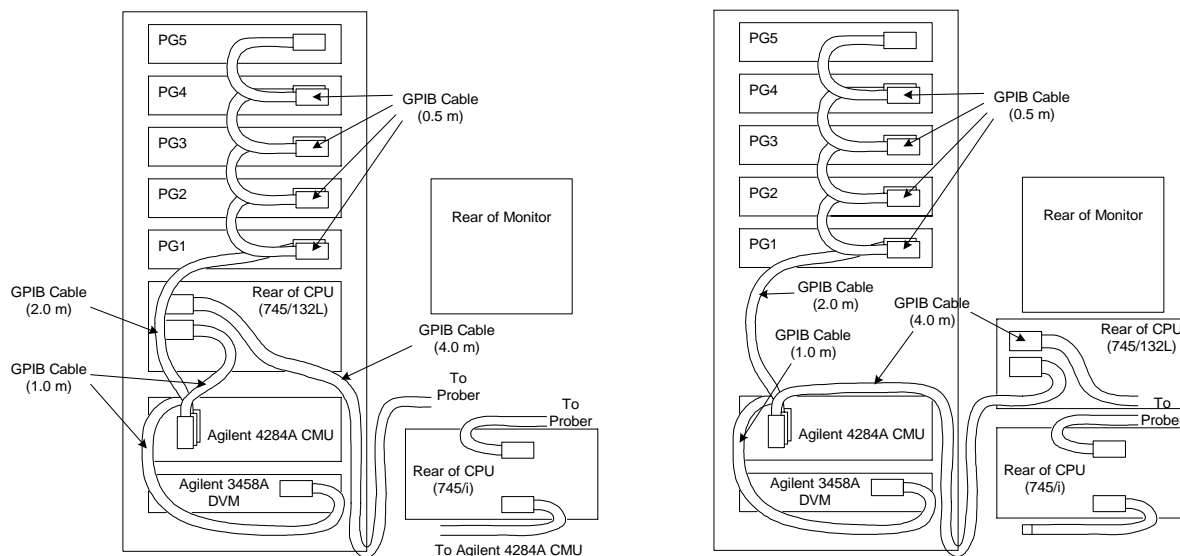 PG5
PG4
GPIB Cable
(0.5 m)
PG3
PG2
Rear of Monitor
PG1
GPIB Cable
(2.0 m)
Rear of CPU
(745/132L)
GPIB Cable
(4.0 m)
GPIB Cable
(1.0 m)
To
Prober
To
Prober
Agilent 4284A CMU
Rear of CPU
(745/i)
Agilent 3458A
DVM
To Agilent 4284A CMU
PG5
PG4
GPIB Cable
(0.5 m)
PG3
PG2
Rear of Monitor
PG1
GPIB Cable
(2.0 m)
GPIB Cable
(4.0 m)
GPIB Cable
(1.0 m)
Rear of CPU
(745/132L)
To
Prober
Agilent 4284A CMU
Rear of CPU
(745/i)
Agilent 3458A
DVM